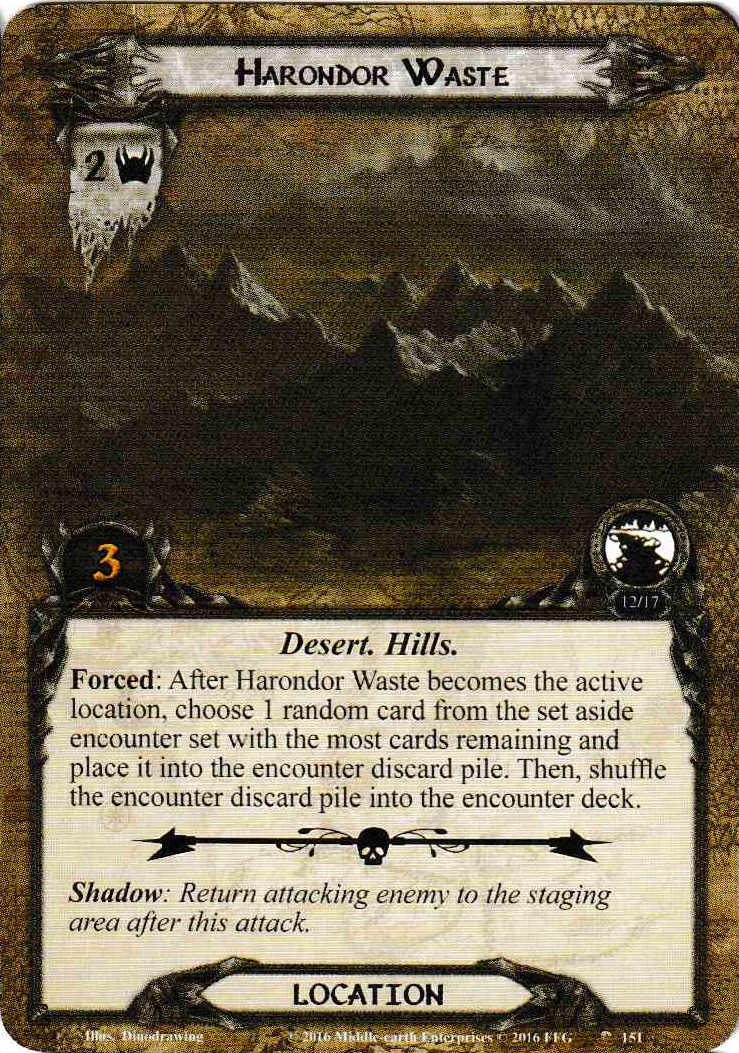 HARONDOR WASTE
2
3
12/17
Desert. Hills.
Forced: After Harondor Waste becomes the active
location, choose 1 random card from the set aside
encounter set with the most cards remaining and
place it into the encounter discard pile. Then, shuffle
the encounter discard pile into the encounter deck.
Shadow: Return attacking enemy to the staging
area after this attack.
LOCATION
Illus. Dinodrawing
© 2016 Middle-earth Enterprises © 2016 FFG
151